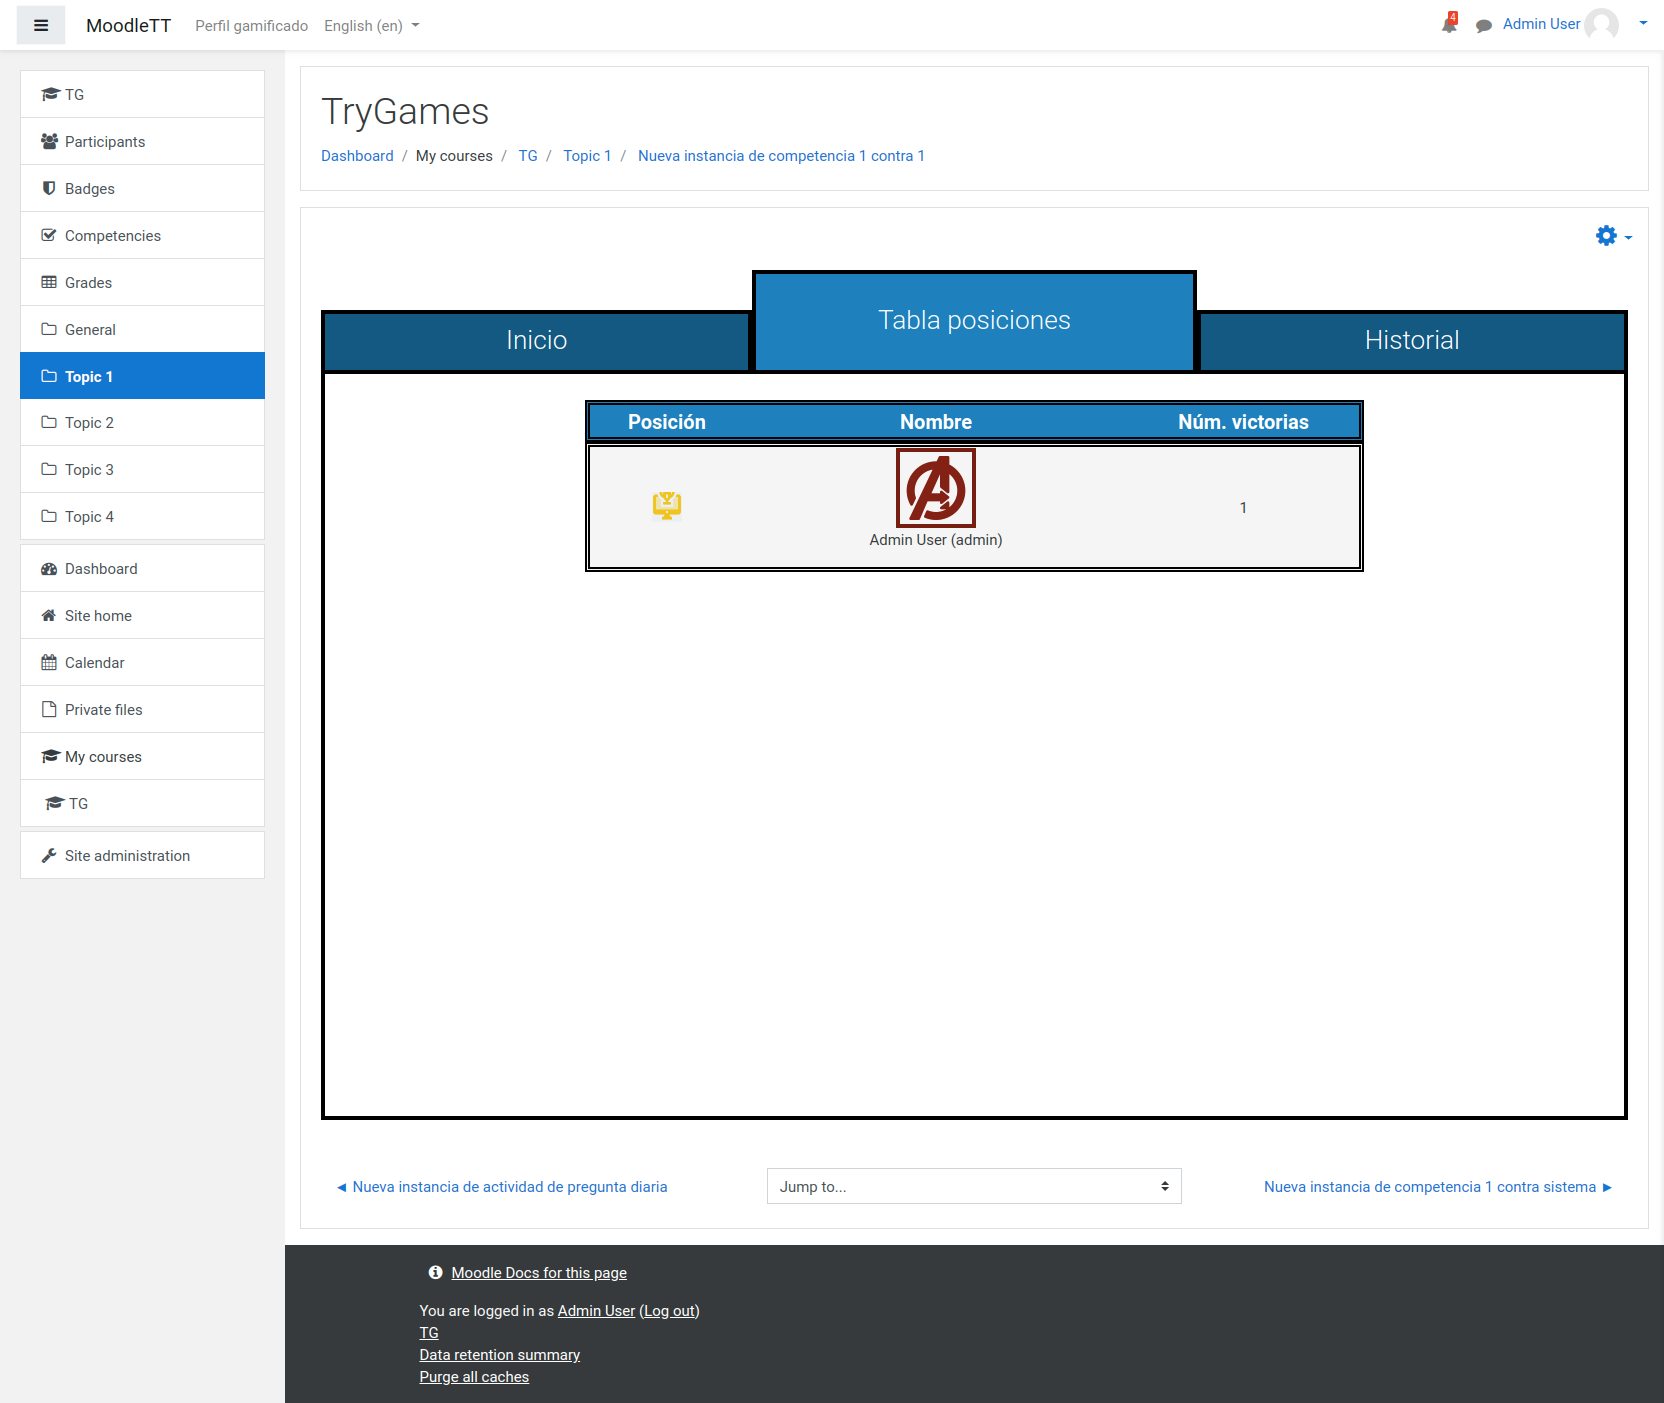 MoodleTT Perfil gamificado English (en) 4 Admin User
TG
Participants
Badges
Competencies
Grades
General
Topic 1
Topic 2
Topic 3
Topic 4
Dashboard
Site home
Calendar
Private files
My courses
TG
Site administration
TryGames
Dashboard / My courses / TG / Topic 1 / Nueva instancia de competencia 1 contra 1
Inicio Tabla posiciones Historial
Posición Nombre Núm. victorias
1
Admin User (admin)
◄ Nueva instancia de actividad de pregunta diaria Jump to... Nueva instancia de competencia 1 contra sistema ►
Moodle Docs for this page
You are logged in as Admin User (Log out)
TG
Data retention summary
Purge all caches